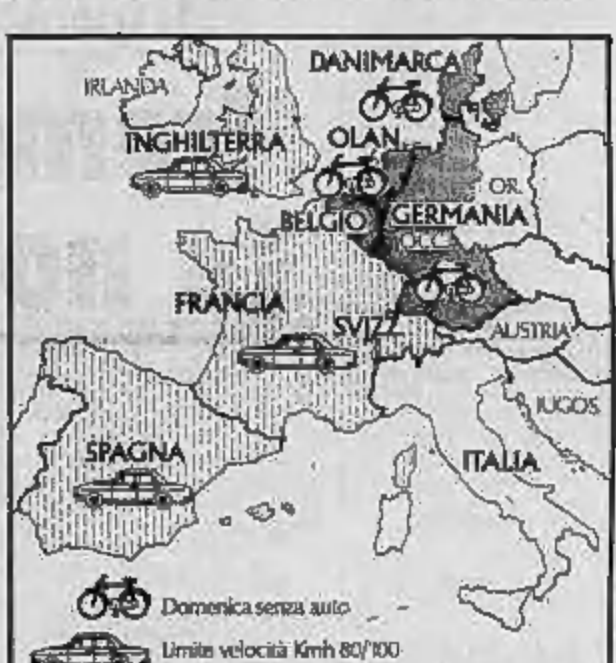 DANIMARCA
IRLANDA
INGHILTERRA
OLAN
OR.
BELGIO
GERMANIA
OCC.
FRANCIA
SVIZZ
AUSTRIA
IUGOS
SPAGNA
ITALIA
Domenica senza auto
Limite velocità Kmh 80/100